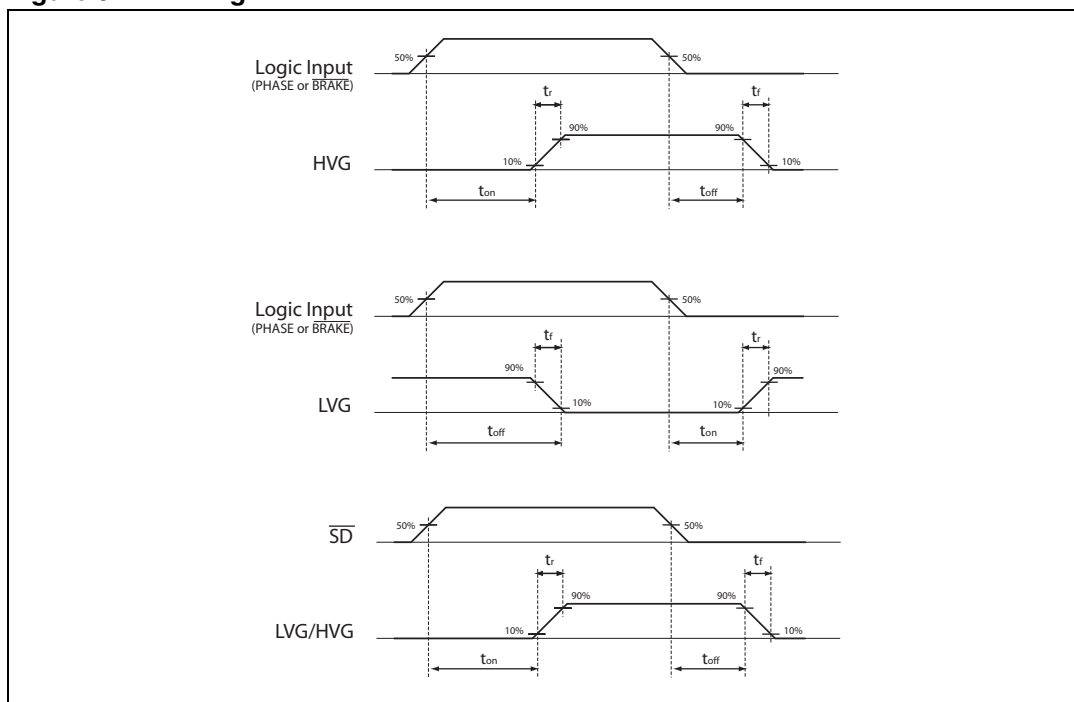 Logic Input
(PHASE or BRAKE)
50%
50%
tr
tf
HVG
10%
90%
90%
10%
ton
toff
Logic Input
(PHASE or BRAKE)
50%
50%
tf
tr
LVG
90%
10%
10%
90%
toff
ton
SD
50%
50%
tr
tf
LVG/HVG
10%
90%
90%
10%
ton
toff